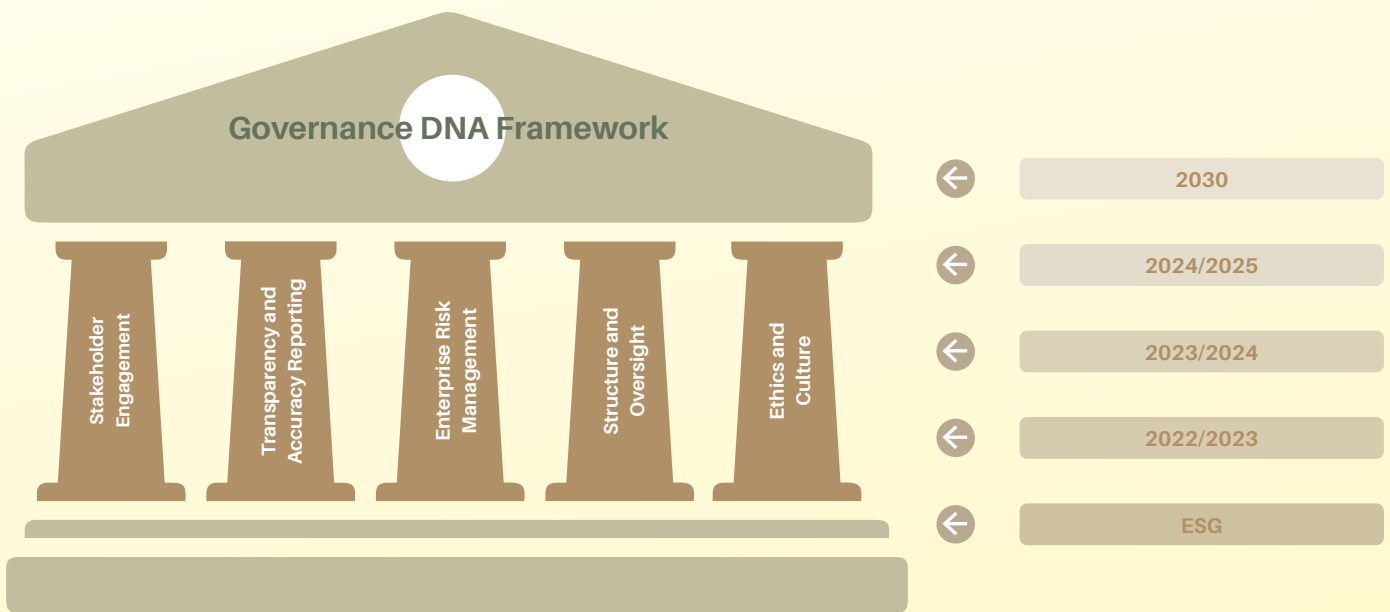 Governance DNA Framework
Stakeholder
Engagement
Transparency and
Accuracy Reporting
Enterprise Risk
Management
Structure and
Oversight
Ethics and
Culture
2030
2024/2025
2023/2024
2022/2023
ESG